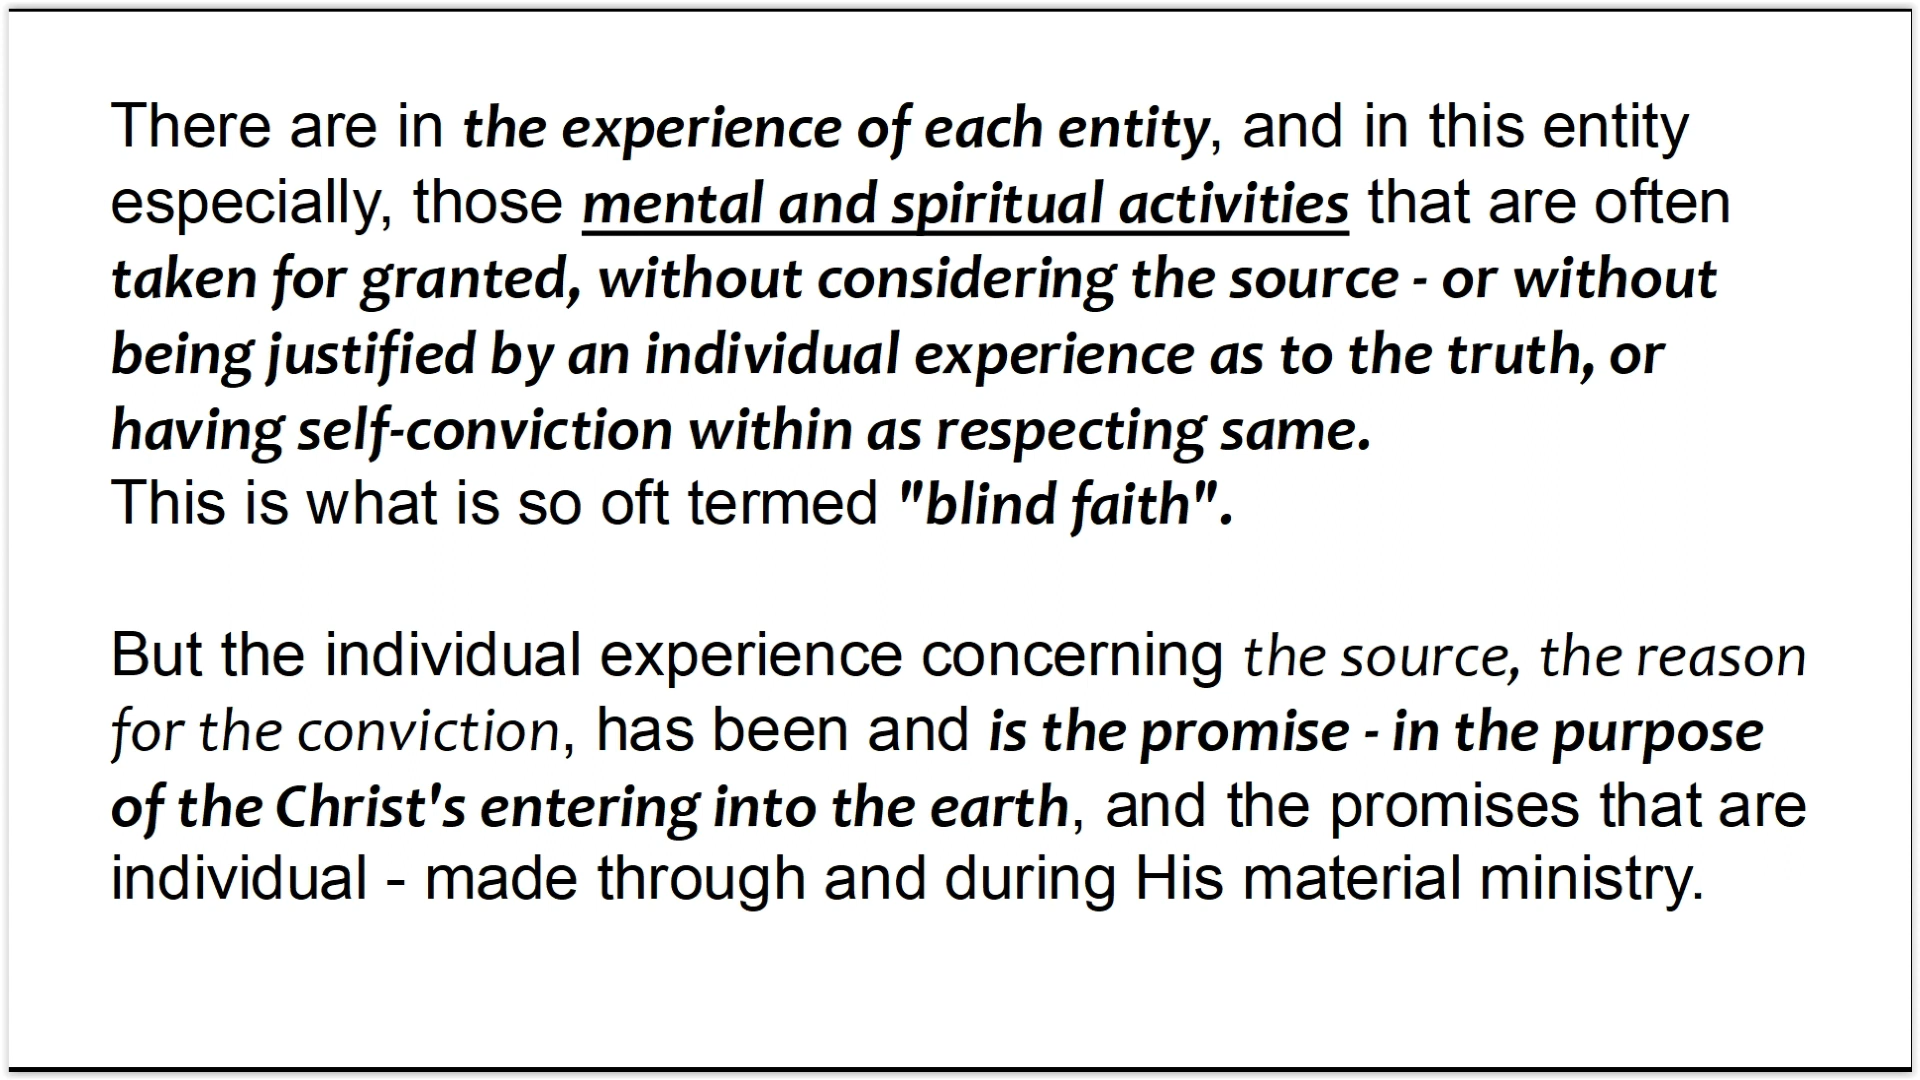 There are in the experience of each entity, and in this entity
especially, those mental and spiritual activities that are often
taken for granted, without considering the source - or without
being justified by an individual experience as to the truth, or
having self-conviction within as respecting same.
This is what is so oft termed "blind faith".
But the individual experience concerning the source, the reason
for the conviction, has been and is the promise - in the purpose
of the Christ's entering into the earth, and the promises that are
individual - made through and during His material ministry.